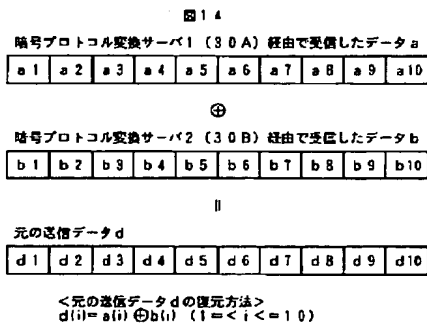 図14
暗号プロトコル変換サーバ1(30A)経由で受信したデータa
a1 a2 a3 a4 a5 a6 a7 a8 a9 a10
⊕
暗号プロトコル変換サーバ2(30B)経由で受信したデータb
b1 b2 b3 b4 b5 b6 b7 b8 b9 b10
॥
元の送信データd
d1 d2 d3 d4 d5 d6 d7 d8 d9 d10
<元の送信データdの復元方法>
d(i)=a(i)⊕b(i) (1=<i<=10)